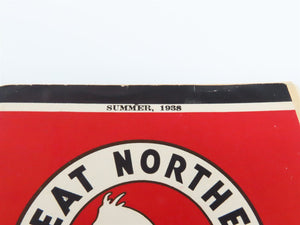 SUMMER, 1938
EAT NORTHE